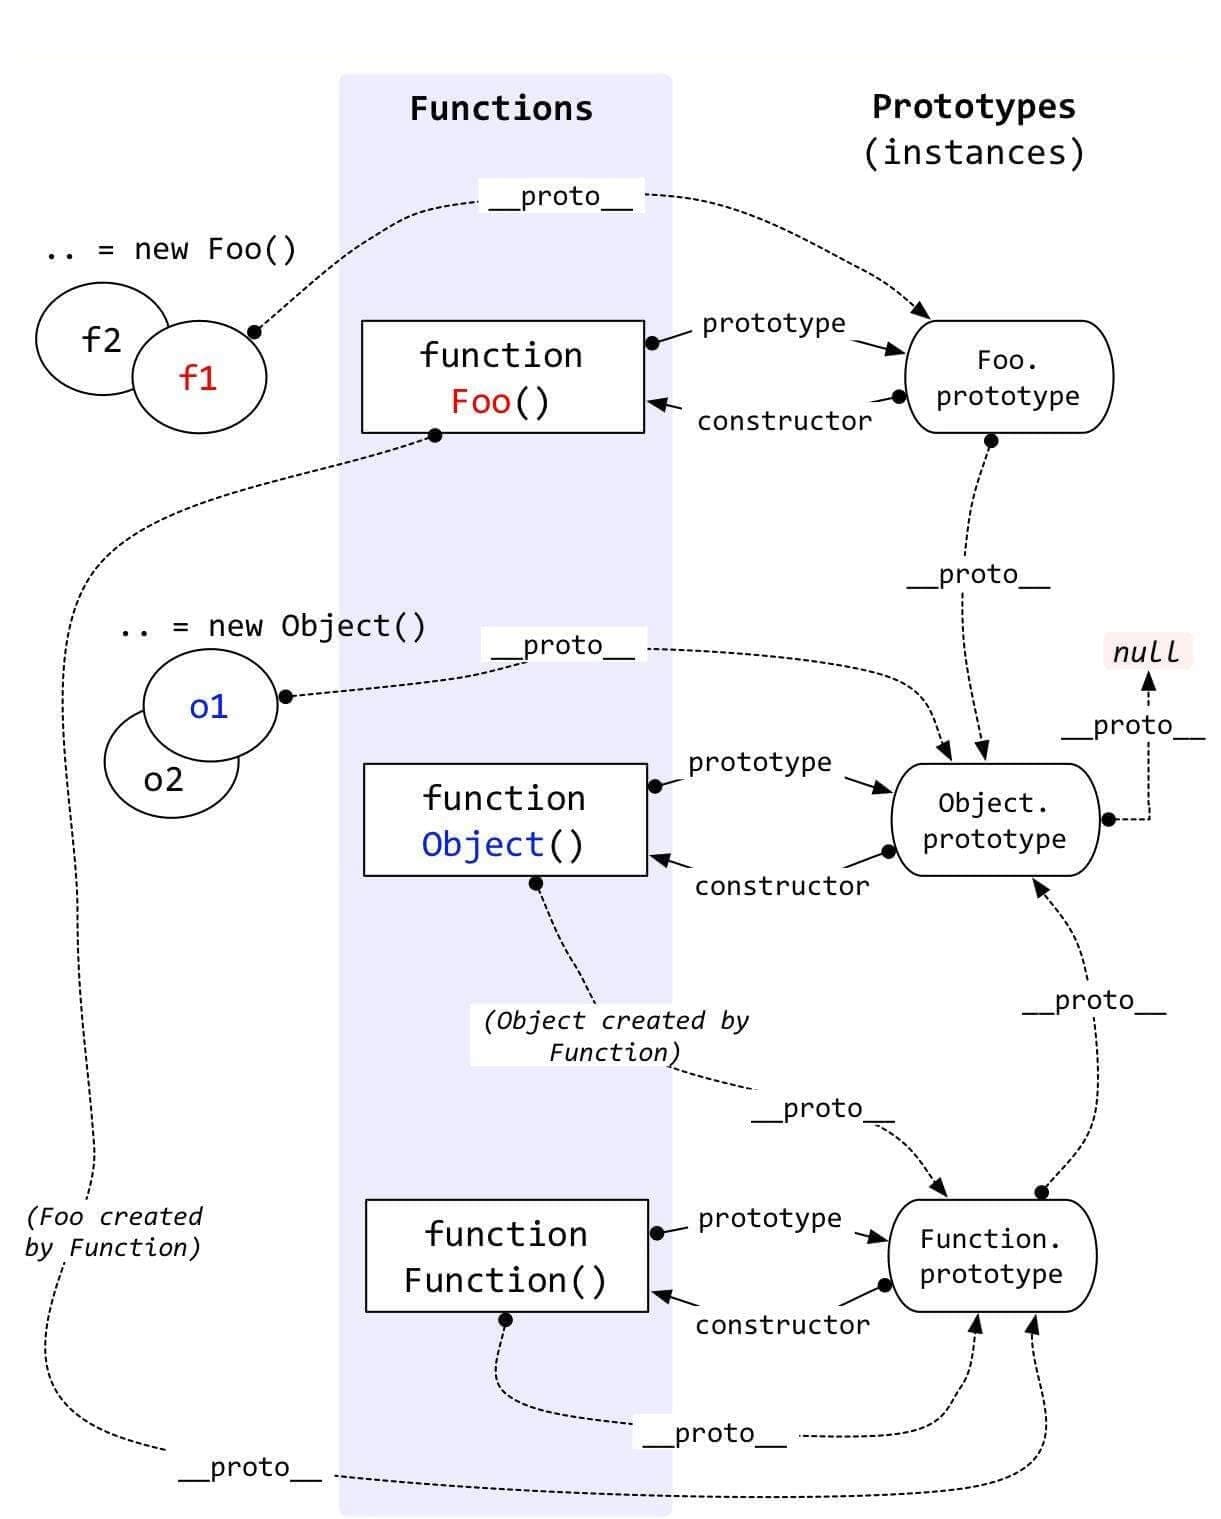 Functions
Prototypes
(instances)
__proto__
.. = new Foo()
f2
f1
function
Foo()
prototype
constructor
Foo.
prototype
__proto__
.. = new Object()
__proto__
null
__proto__
o1
o2
function
Object()
prototype
constructor
Object.
prototype
__proto__
(Object created by
Function)
__proto__
(Foo created
by Function)
function
Function()
prototype
constructor
Function.
prototype
__proto__
__proto__